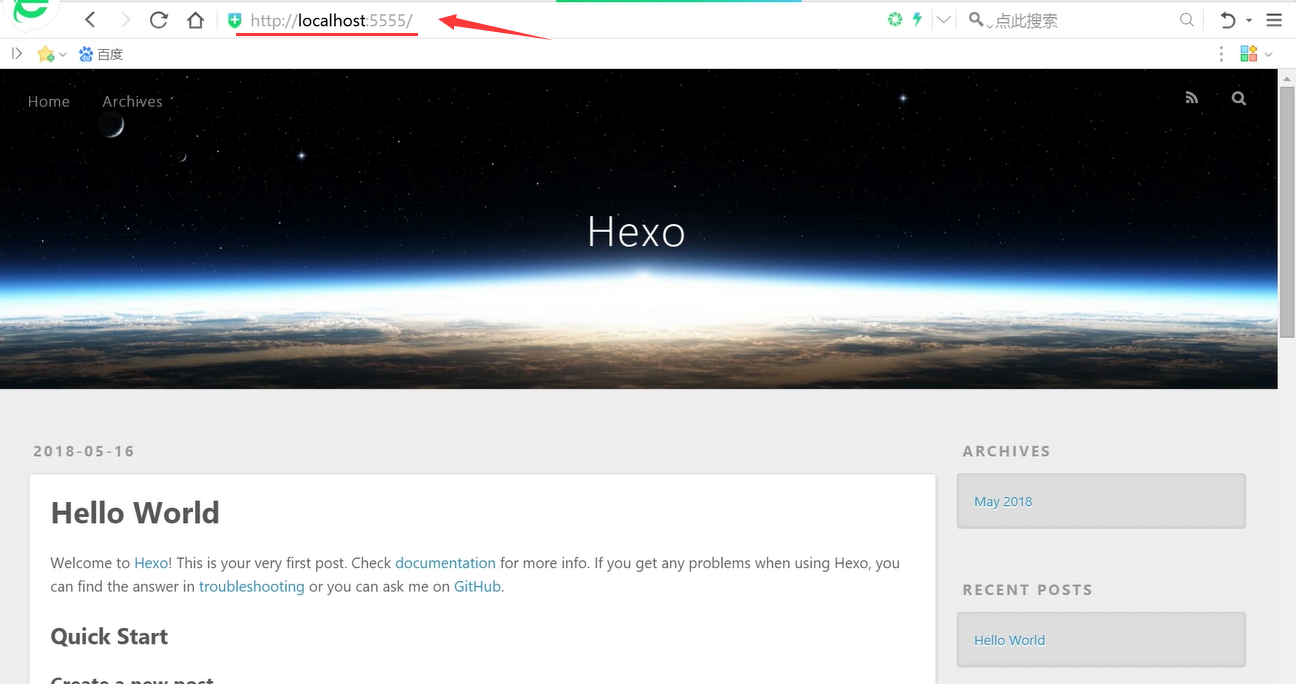 http://localhost:5555/
点此搜索
百度
Home Archives
Hexo
2018-05-16
Hello World
Welcome to Hexo! This is your very first post. Check documentation for more info. If you get any problems when using Hexo, you
can find the answer in troubleshooting or you can ask me on GitHub.
Quick Start
Create a new post
ARCHIVES
May 2018
RECENT POSTS
Hello World